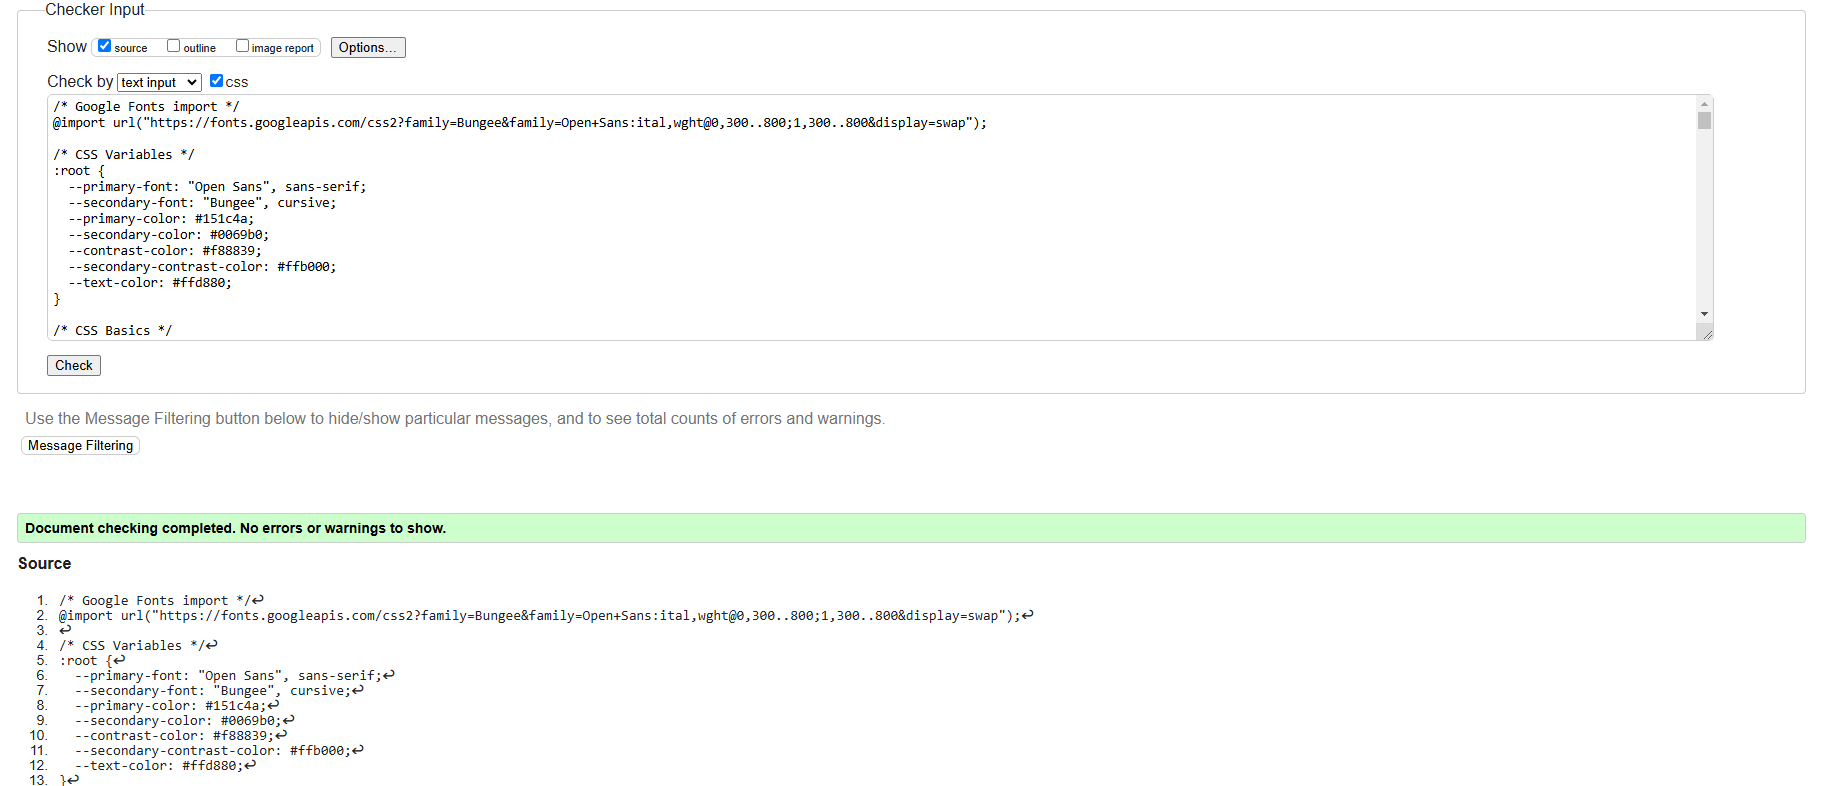 Checker Input
Show source outline image report Options...
Check by text input css
/* Google Fonts import */
@import url("https://fonts.googleapis.com/css2?family=Bungee&family=Open+Sans:ital,wght@0,300..800;1,300..800&display=swap");
/* CSS Variables */
:root {
  --primary-font: "Open Sans", sans-serif;
  --secondary-font: "Bungee", cursive;
  --primary-color: #151c4a;
  --secondary-color: #0069b0;
  --contrast-color: #f88839;
  --secondary-contrast-color: #ffb000;
  --text-color: #ffd880;
}
/* CSS Basics */
Check
Use the Message Filtering button below to hide/show particular messages, and to see total counts of errors and warnings.
Message Filtering
Document checking completed. No errors or warnings to show.
Source
1. /* Google Fonts import */↩
2. @import url("https://fonts.googleapis.com/css2?family=Bungee&family=Open+Sans:ital,wght@0,300..800;1,300..800&display=swap");↩
3. ↩
4. /* CSS Variables */↩
5. :root {↩
6.   --primary-font: "Open Sans", sans-serif;↩
7.   --secondary-font: "Bungee", cursive;↩
8.   --primary-color: #151c4a;↩
9.   --secondary-color: #0069b0;↩
10.   --contrast-color: #f88839;↩
11.   --secondary-contrast-color: #ffb000;↩
12.   --text-color: #ffd880;↩
13. }↩